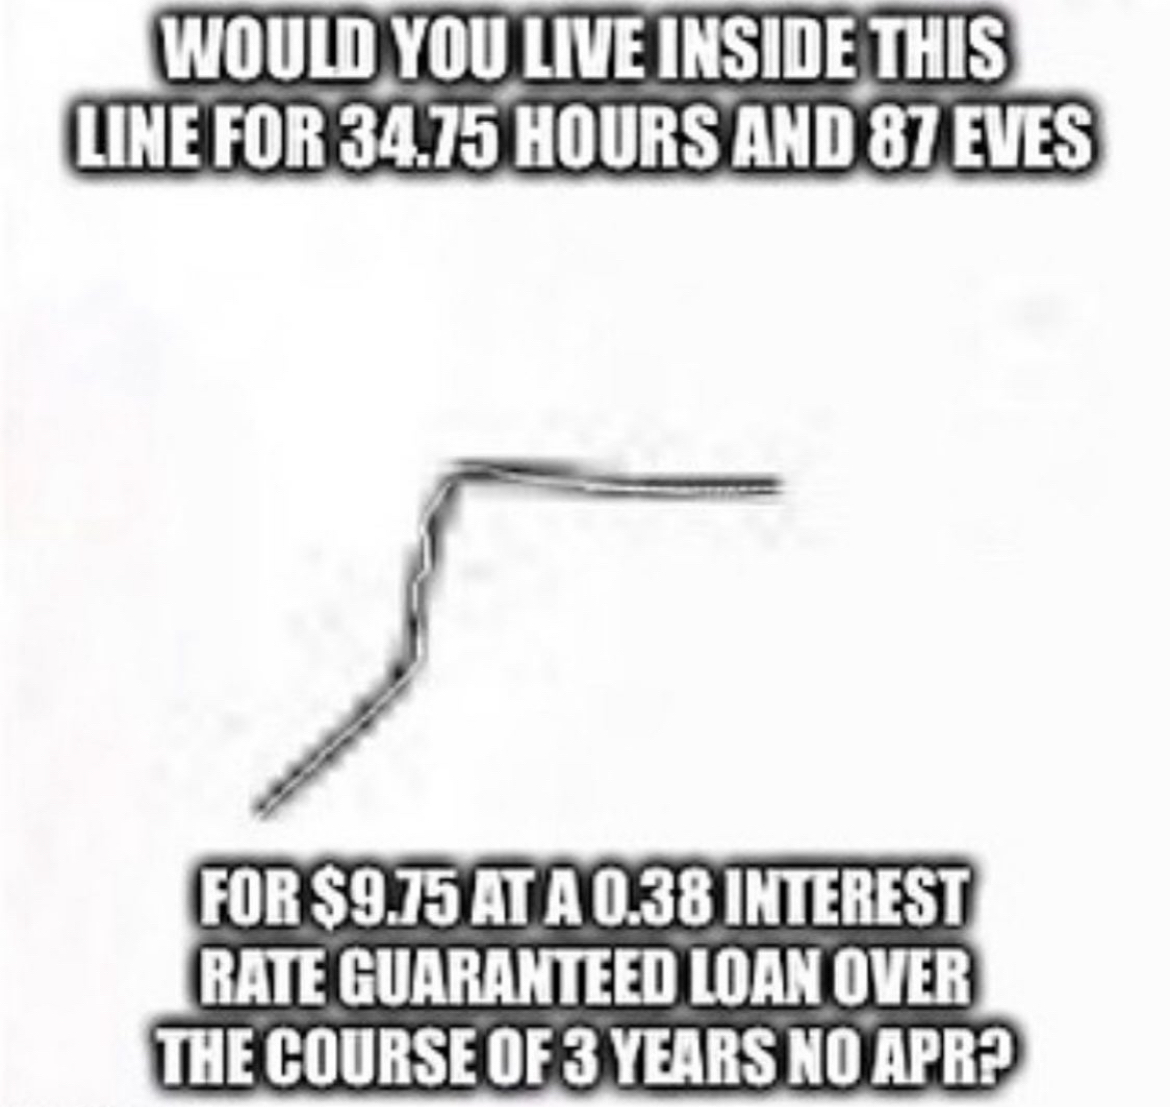 WOULD YOU LIVE INSIDE THIS
LINE FOR 34.75 HOURS AND 87 EVES
FOR $9.75 AT A 0.38 INTEREST
RATE GUARANTEED LOAN OVER
THE COURSE OF 3 YEARS NO APR?